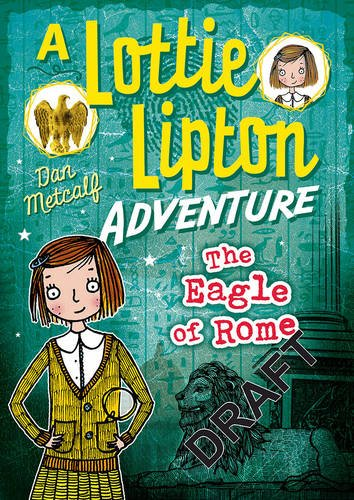 A
Lottie
Lipton
Dan
Metcalf
ADVENTURE
The
Eagle
of Rome
DRAFT